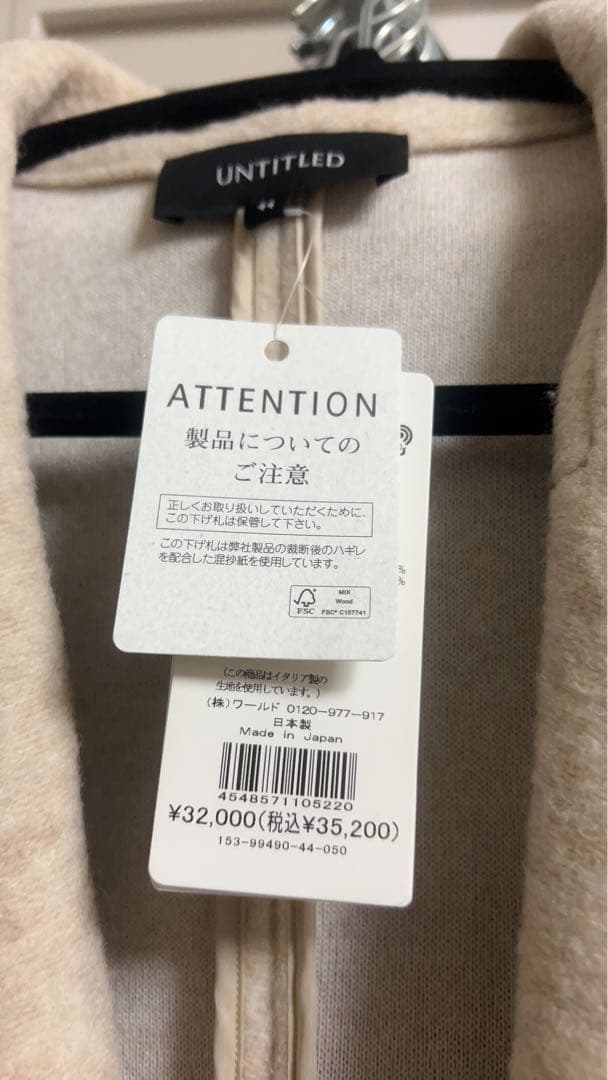 UNTITLED
44
ATTENTION
製品についての
ご注意
正しくお取り扱いしていただくために、
この下げ札は保管して下さい。
この下げ札は弊社製品の裁断後のハギレ
を配合した混抄紙を使用しています。
FSC
MIX
Wood
FSC® C157741
%
%
(この商品はイタリア製の
生地を使用しています。)
(株)ワールド 0120-977-917
日本製
Made in Japan
4548571105220
¥32,000(税込¥35,200)
153-99490-44-050